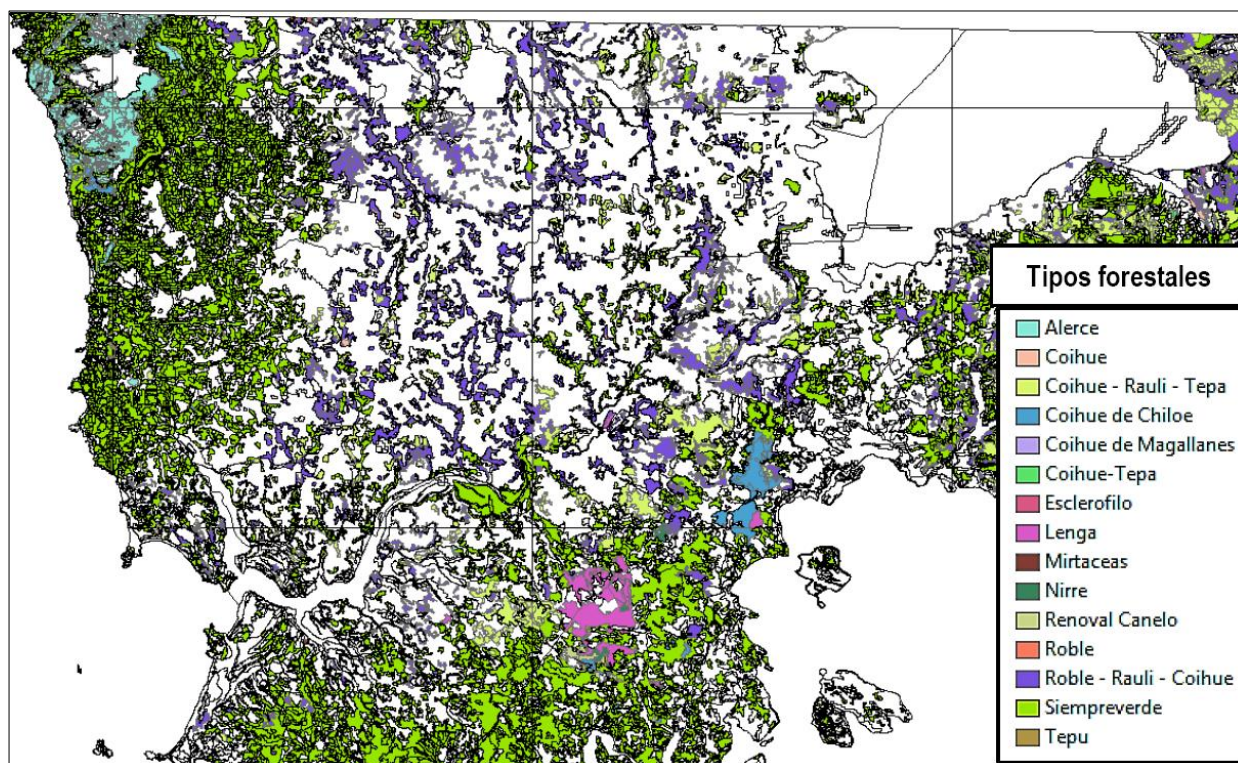 Tipos forestales
Alerce
Coihue
Coihue - Rauli - Tepa
Coihue de Chiloe
Coihue de Magallanes
Coihue-Tepa
Esclerofilo
Lenga
Mirtaceas
Nirre
Renoval Canelo
Roble
Roble - Rauli - Coihue
Siempreverde
Tepu